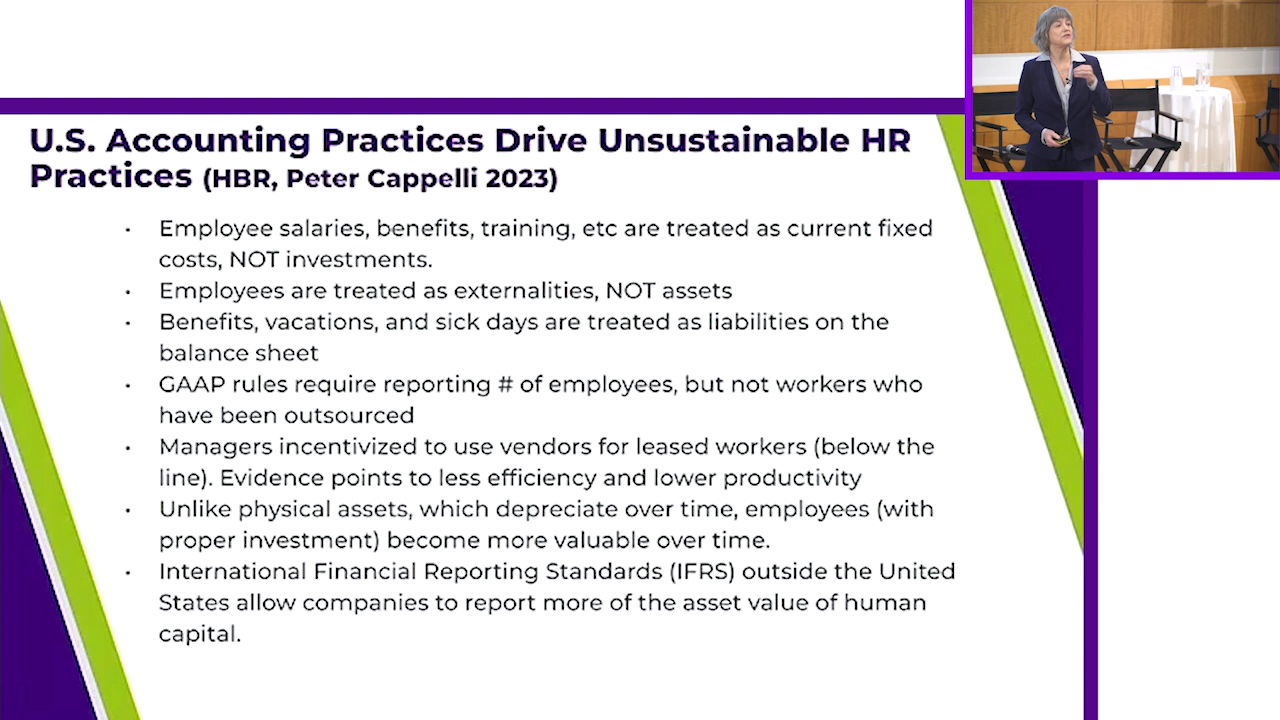 U.S. Accounting Practices Drive Unsustainable HR
Practices (HBR, Peter Cappelli 2023)
• Employee salaries, benefits, training, etc are treated as current fixed
costs, NOT investments.
• Employees are treated as externalities, NOT assets
• Benefits, vacations, and sick days are treated as liabilities on the
balance sheet
• GAAP rules require reporting # of employees, but not workers who
have been outsourced
• Managers incentivized to use vendors for leased workers (below the
line). Evidence points to less efficiency and lower productivity
• Unlike physical assets, which depreciate over time, employees (with
proper investment) become more valuable over time.
• International Financial Reporting Standards (IFRS) outside the United
States allow companies to report more of the asset value of human
capital.